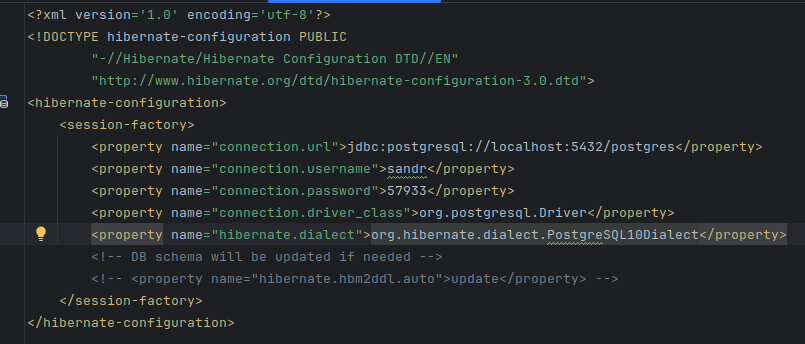 <?xml version='1.0' encoding='utf-8'?>
<!DOCTYPE hibernate-configuration PUBLIC
"-//Hibernate/Hibernate Configuration DTD//EN"
"http://www.hibernate.org/dtd/hibernate-configuration-3.0.dtd">
<hibernate-configuration>
<session-factory>
<property name="connection.url">jdbc:postgresql://localhost:5432/postgres</property>
<property name="connection.username">sandr</property>
<property name="connection.password">57933</property>
<property name="connection.driver_class">org.postgresql.Driver</property>
<property name="hibernate.dialect">org.hibernate.dialect.PostgreSQL10Dialect</property>
<!-- DB schema will be updated if needed -->
<!-- <property name="hibernate.hbm2ddl.auto">update</property> -->
</session-factory>
</hibernate-configuration>